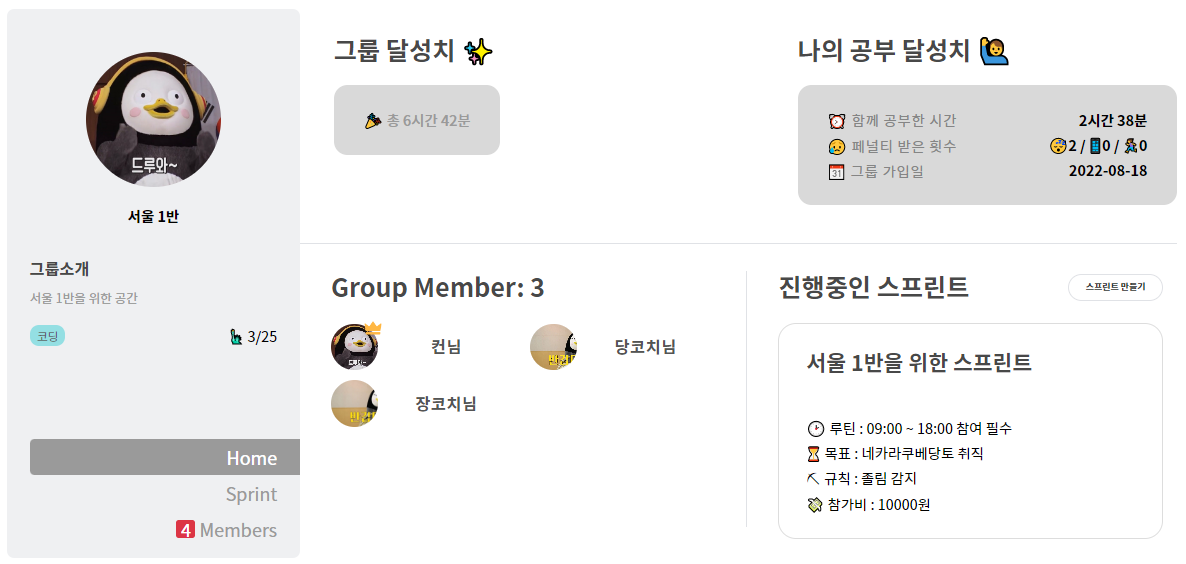 드루와~
서울 1반
그룹소개
서울 1반을 위한 공간
코딩
3/25
Home
Sprint
4 Members
그룹 달성치
총 6시간 42분
나의 공부 달성치
함께 공부한 시간 2시간 38분
페널티 받은 횟수 2 / 0 / 0
그룹 가입일 2022-08-18
Group Member: 3
컨님
당코치님
장코치님
진행중인 스프린트
스프린트 만들기
서울 1반을 위한 스프린트
루틴 : 09:00 ~ 18:00 참여 필수
목표 : 네카라쿠베당토 취직
규칙 : 졸림 감지
참가비 : 10000원